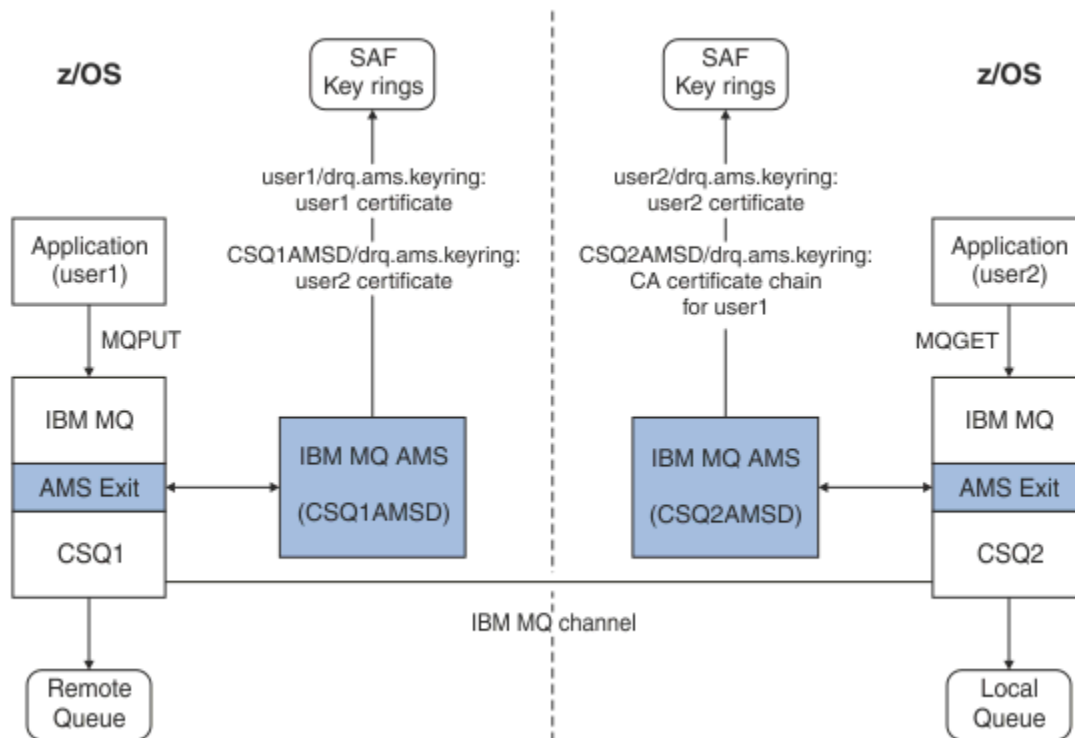 z/OS
SAF
Key rings
user1/drq.ams.keyring:
user1 certificate
CSQ1AMSD/drq.ams.keyring:
user2 certificate
Application
(user1)
MQPUT
IBM MQ
AMS Exit
CSQ1
IBM MQ AMS
(CSQ1AMSD)
Remote
Queue
IBM MQ channel
SAF
Key rings
z/OS
user2/drq.ams.keyring:
user2 certificate
CSQ2AMSD/drq.ams.keyring:
CA certificate chain
for user1
Application
(user2)
MQGET
IBM MQ AMS
(CSQ2AMSD)
IBM MQ
AMS Exit
CSQ2
Local
Queue